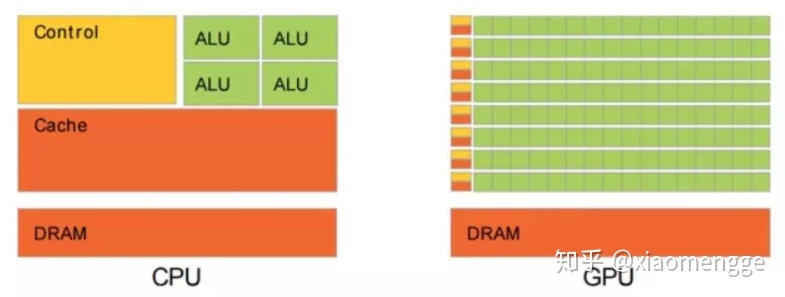 Control
ALU
ALU
ALU
ALU
Cache
DRAM
CPU
DRAM
GPU
知乎 @xiaomengge